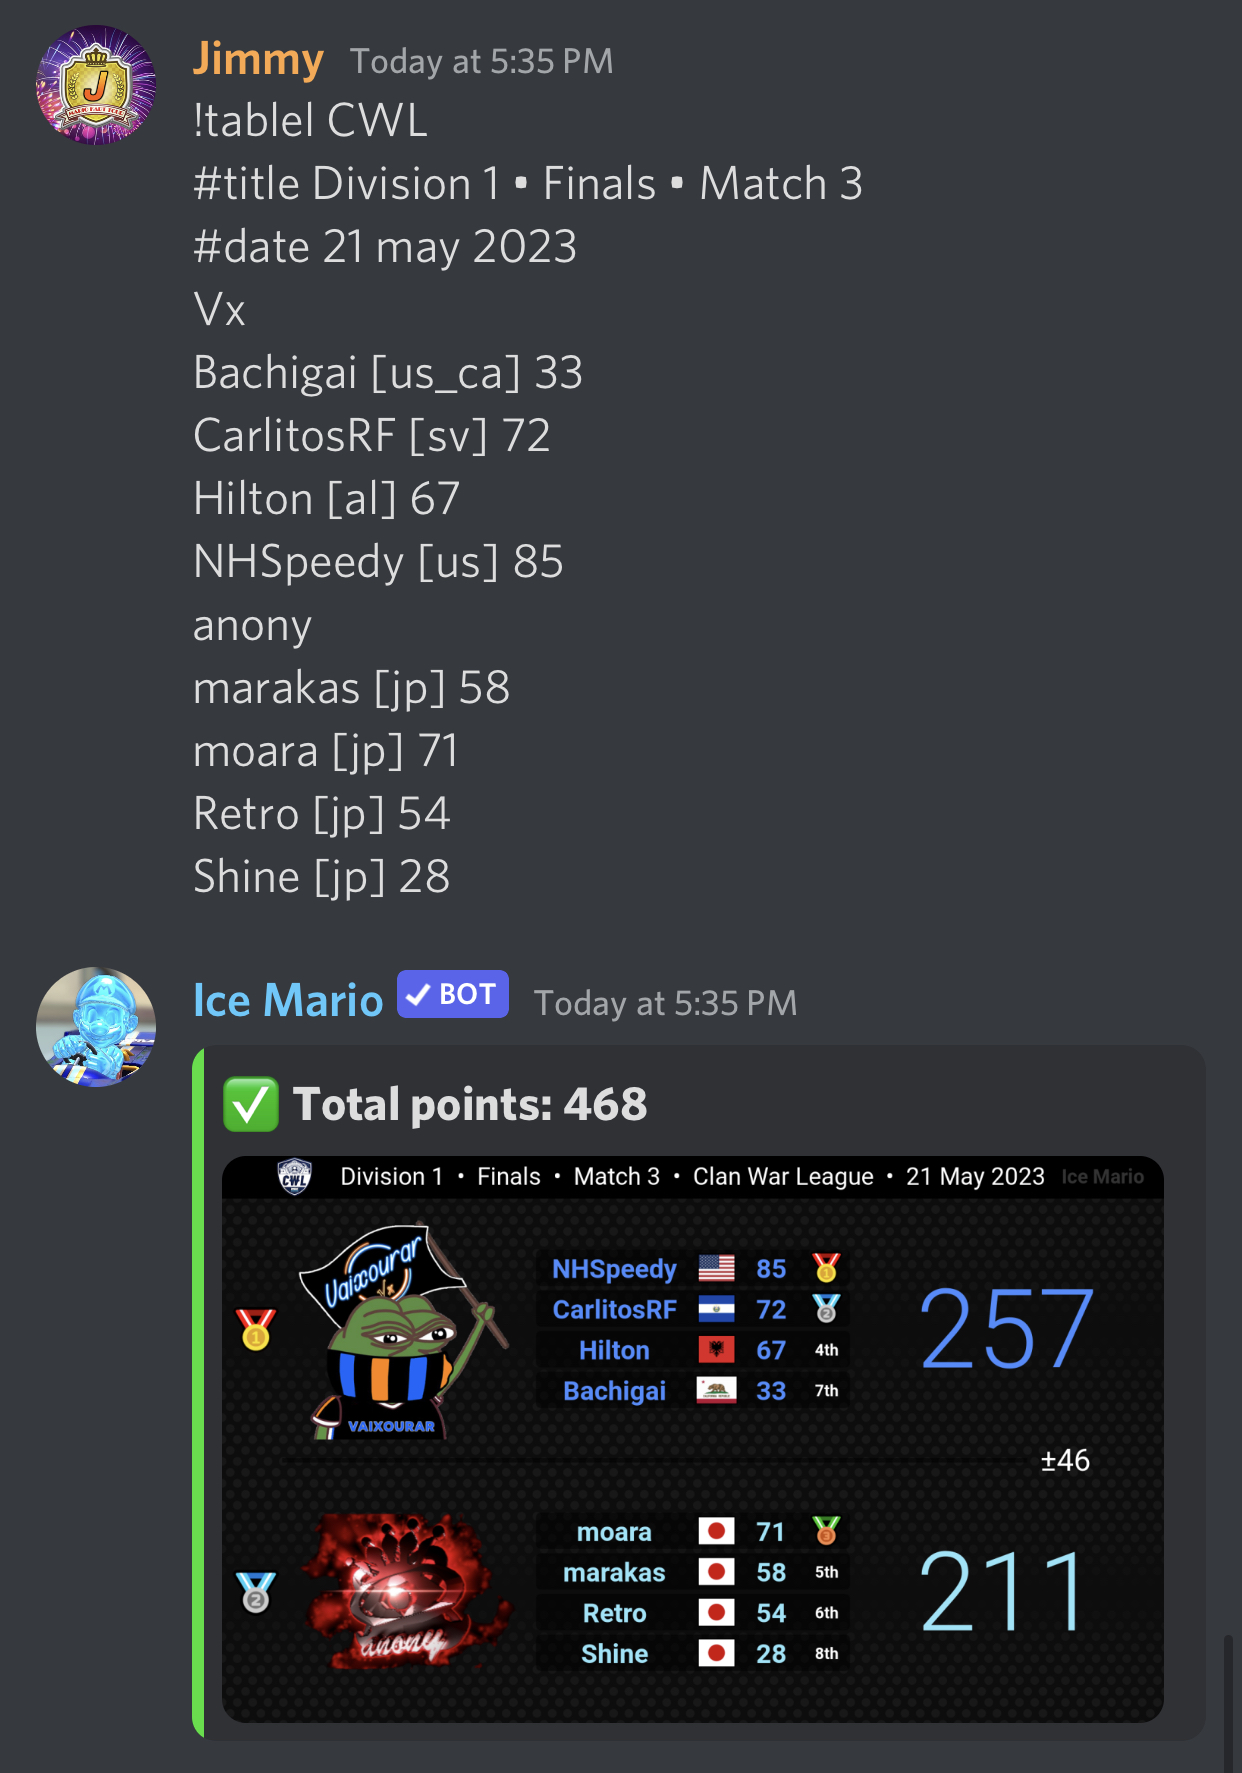 Jimmy Today at 5:35 PM
!tablel CWL
#title Division 1 • Finals • Match 3
#date 21 may 2023
Vx
Bachigai [us_ca] 33
CarlitosRF [sv] 72
Hilton [al] 67
NHSpeedy [us] 85
anony
marakas [jp] 58
moara [jp] 71
Retro [jp] 54
Shine [jp] 28
Ice Mario BOT Today at 5:35 PM
Total points: 468
CWL Division 1 • Finals • Match 3 • Clan War League • 21 May 2023 Ice Mario
Vaixourar
Vx
VAIXOURAR
1
NHSpeedy 85 1
CarlitosRF 72 2
Hilton 67 4th
Bachigai 33 7th
257
±46
2
anony
moara 71 3
marakas 58 5th
Retro 54 6th
Shine 28 8th
211